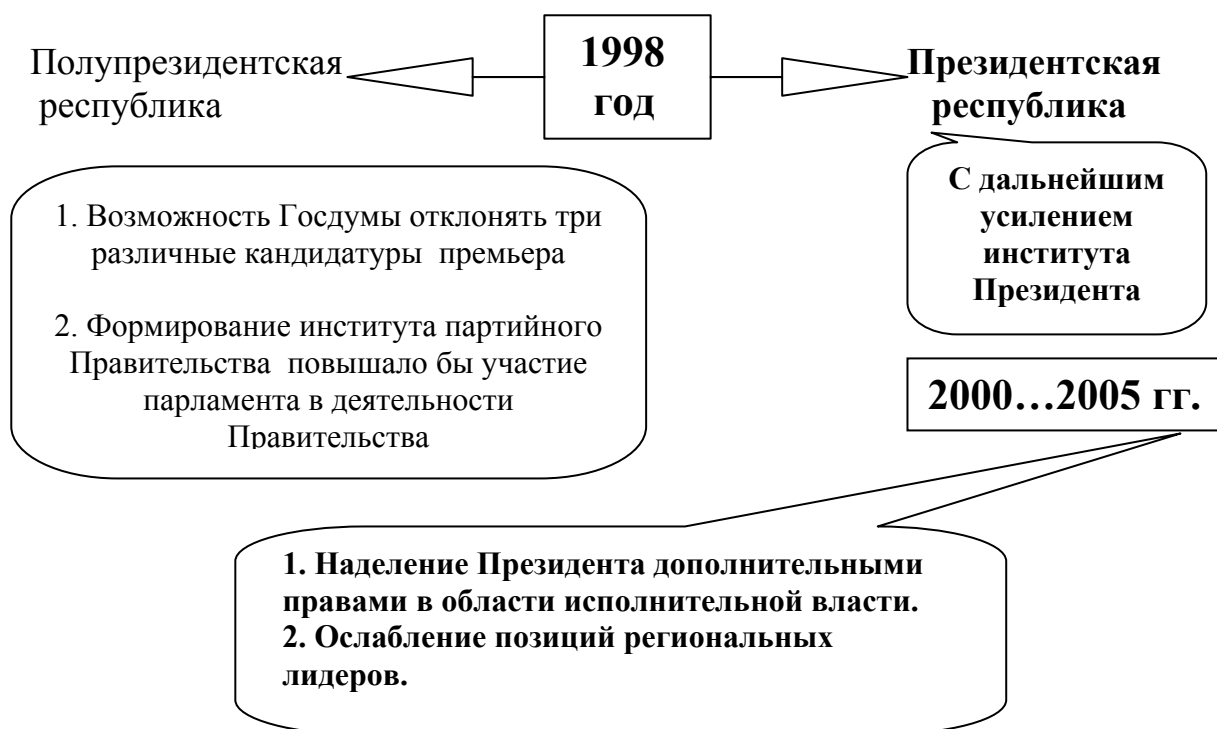 Полупрезидентская
республика
1998
год
Президентская
республика
С дальнейшим
усилением
института
Президента
1. Возможность Госдумы отклонять три
различные кандидатуры премьера
2. Формирование института партийного
Правительства повышало бы участие
парламента в деятельности
Правительства
2000…2005 гг.
1. Наделение Президента дополнительными
правами в области исполнительной власти.
2. Ослабление позиций региональных
лидеров.